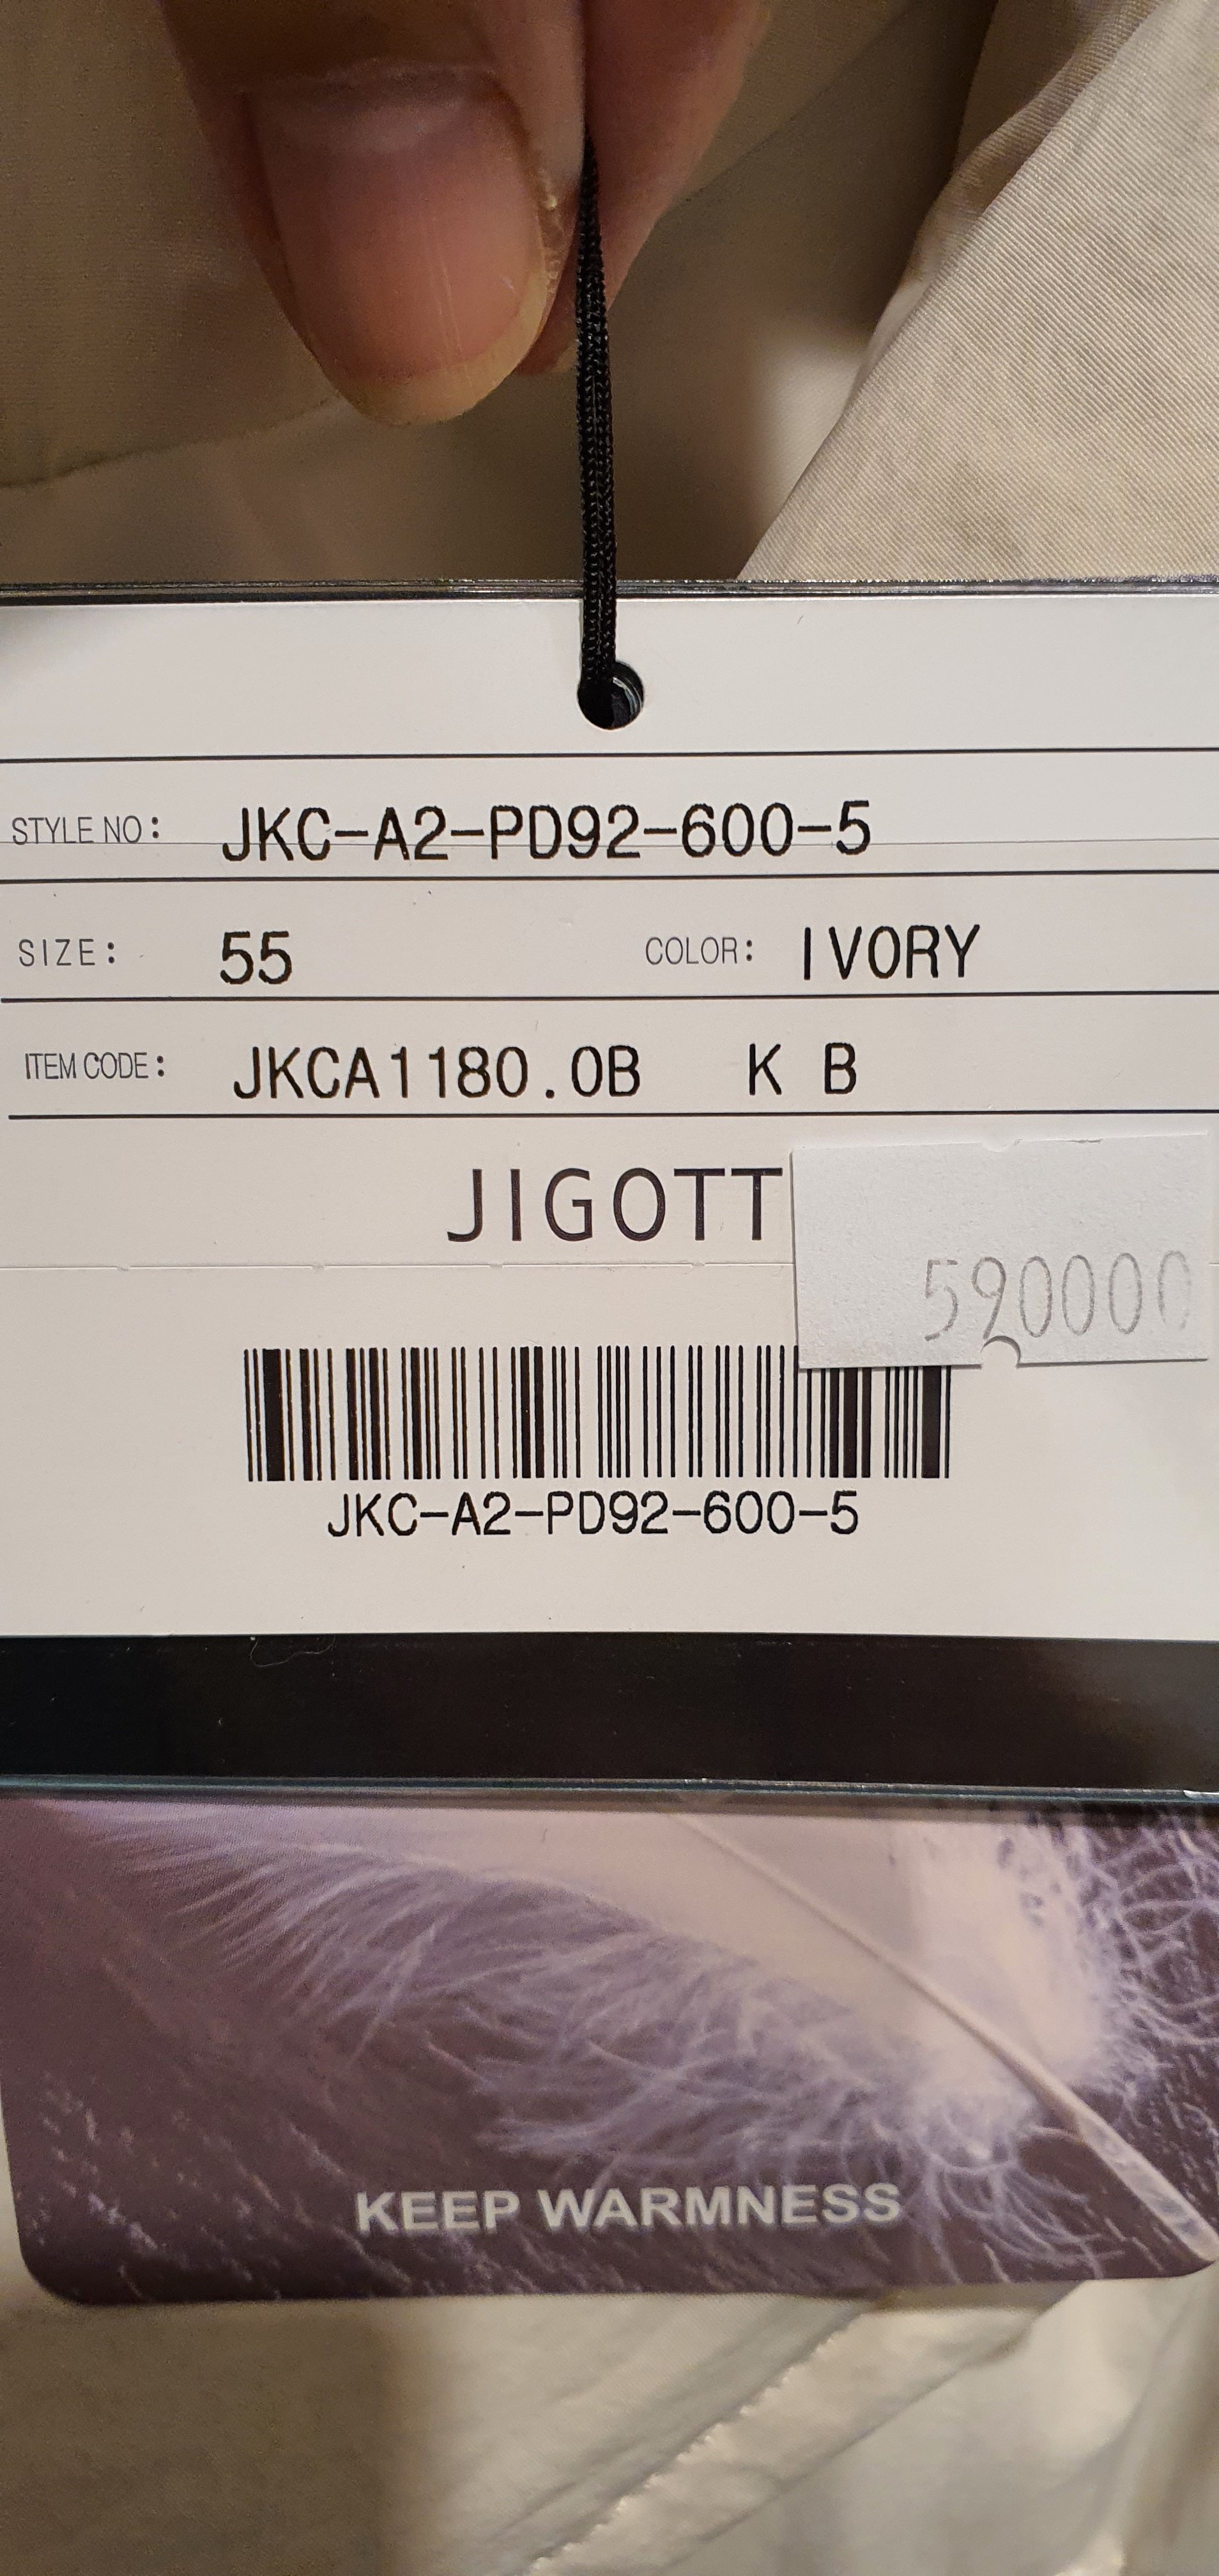 STYLE NO: JKC-A2-PD92-600-5
SIZE: 55 COLOR: IVORY
ITEM CODE: JKCA1180.0B K B
JIGOTT
590000
JKC-A2-PD92-600-5
KEEP WARMNESS